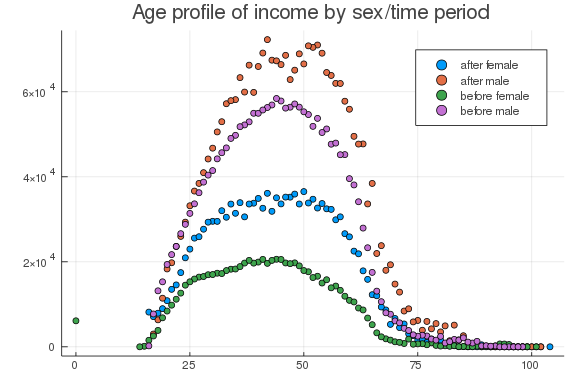 Age profile of income by sex/time period
after female
after male
before female
before male
6×10 4
4×10 4
2×10 4
0
0 25 50 75 100